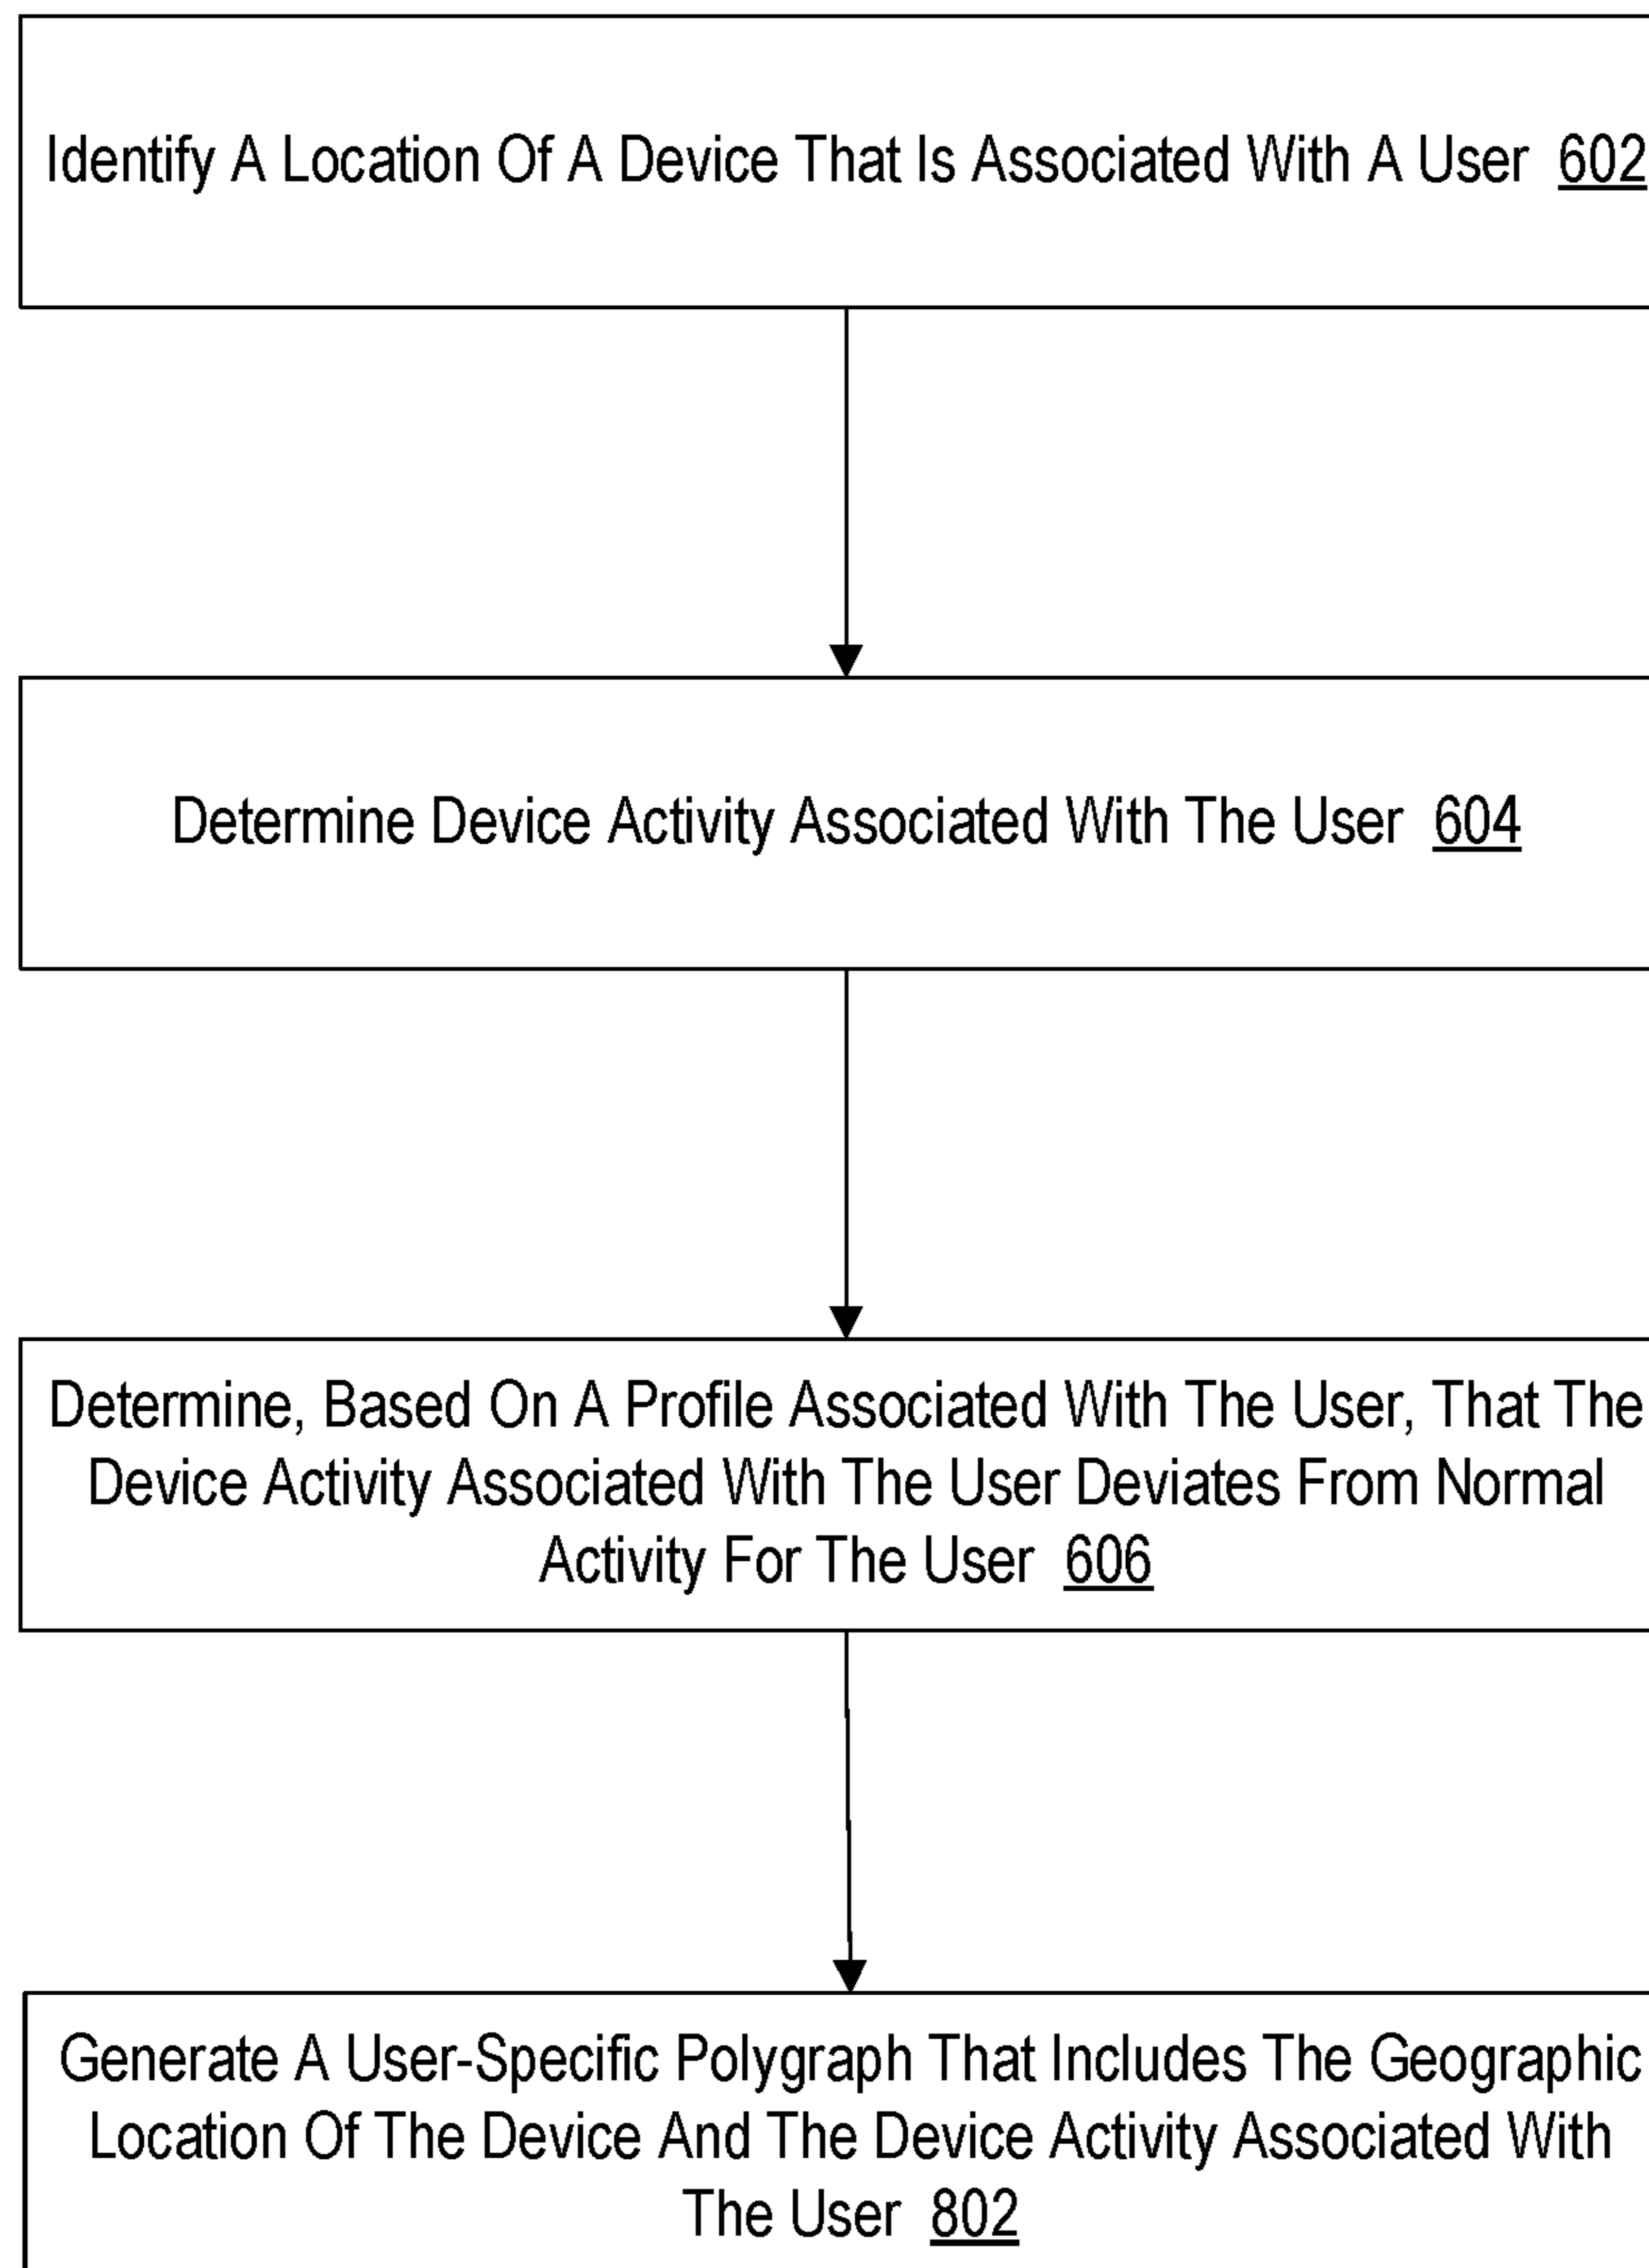 Identify A Location Of A Device That Is Associated With A User 602
Determine Device Activity Associated With The User 604
Determine, Based On A Profile Associated With The User, That The
Device Activity Associated With The User Deviates From Normal
Activity For The User 606
Generate A User-Specific Polygraph That Includes The Geographic
Location Of The Device And The Device Activity Associated With
The User 802